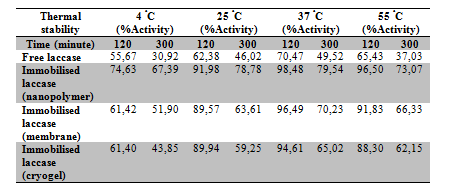 Thermal stability 4 °C (%Activity) 25 °C (%Activity) 37 °C (%Activity) 55 °C (%Activity)
Time (minute) 120 300 120 300 120 300 120 300
Free laccase 55,67 30,92 62,38 46,02 70,47 49,52 65,43 37,03
Immobilised laccase (nanopolymer) 74,63 67,39 91,98 78,78 98,48 79,54 96,50 73,07
Immobilised laccase (membrane) 61,42 51,90 89,57 63,61 96,49 70,23 91,83 66,33
Immobilised laccase (cryogel) 61,40 43,85 89,94 59,25 94,61 65,02 88,30 62,15